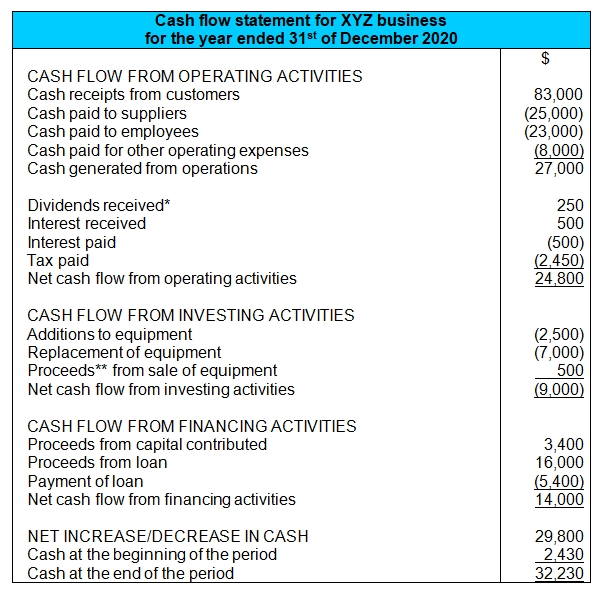 Cash flow statement for XYZ business
for the year ended 31st of December 2020
$
CASH FLOW FROM OPERATING ACTIVITIES
Cash receipts from customers 83,000
Cash paid to suppliers (25,000)
Cash paid to employees (23,000)
Cash paid for other operating expenses (8,000)
Cash generated from operations 27,000
Dividends received* 250
Interest received 500
Interest paid (500)
Tax paid (2,450)
Net cash flow from operating activities 24,800
CASH FLOW FROM INVESTING ACTIVITIES
Additions to equipment (2,500)
Replacement of equipment (7,000)
Proceeds** from sale of equipment 500
Net cash flow from investing activities (9,000)
CASH FLOW FROM FINANCING ACTIVITIES
Proceeds from capital contributed 3,400
Proceeds from loan 16,000
Payment of loan (5,400)
Net cash flow from financing activities 14,000
NET INCREASE/DECREASE IN CASH 29,800
Cash at the beginning of the period 2,430
Cash at the end of the period 32,230